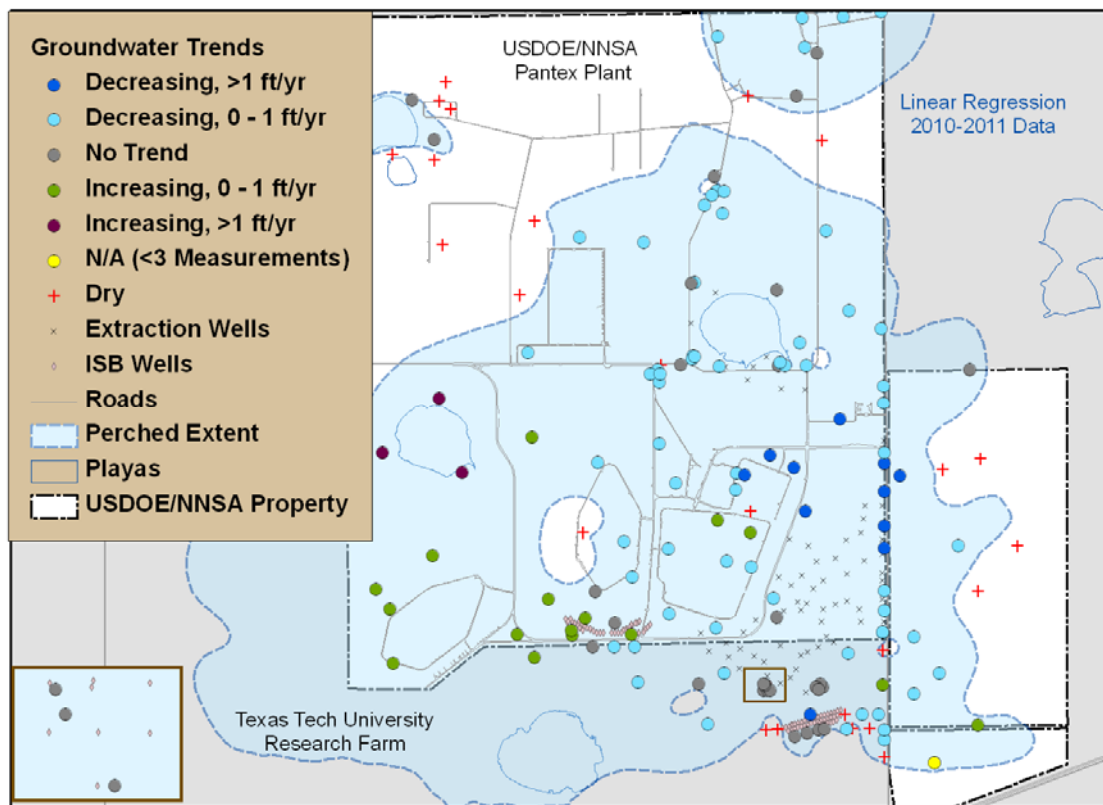 Groundwater Trends
Decreasing, >1 ft/yr
Decreasing, 0 - 1 ft/yr
No Trend
Increasing, 0 - 1 ft/yr
Increasing, >1 ft/yr
N/A (<3 Measurements)
Dry
Extraction Wells
ISB Wells
Roads
Perched Extent
Playas
USDOE/NNSA Property
USDOE/NNSA
Pantex Plant
Linear Regression
2010-2011 Data
Texas Tech University
Research Farm